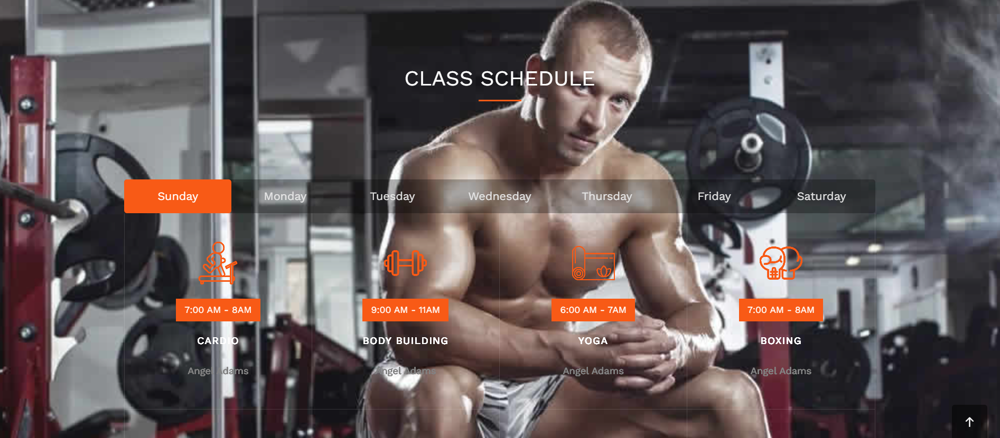 CLASS SCHEDULE
Sunday Monday Tuesday Wednesday Thursday Friday Saturday
7:00 AM - 8AM 9:00 AM - 11AM 6:00 AM - 7AM 7:00 AM - 8AM
CARDIO BODY BUILDING YOGA BOXING
Angel Adams Angel Adams Angel Adams Angel Adams